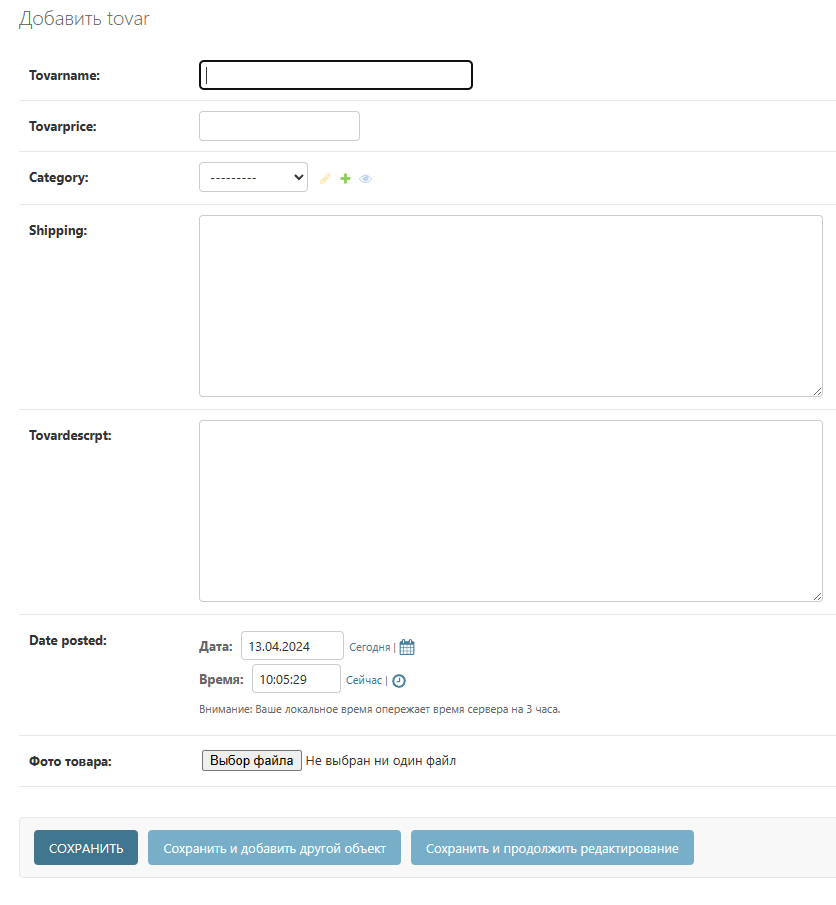 Добавить tovar
Tovarname:
Tovarprice:
Category:
---------
Shipping:
Tovardescrpt:
Date posted:
Дата: 13.04.2024 Сегодня |
Время: 10:05:29 Сейчас |
Внимание: Ваше локальное время опережает время сервера на 3 часа.
Фото товара:
Выбор файла Не выбран ни один файл
СОХРАНИТЬ Сохранить и добавить другой объект Сохранить и продолжить редактирование